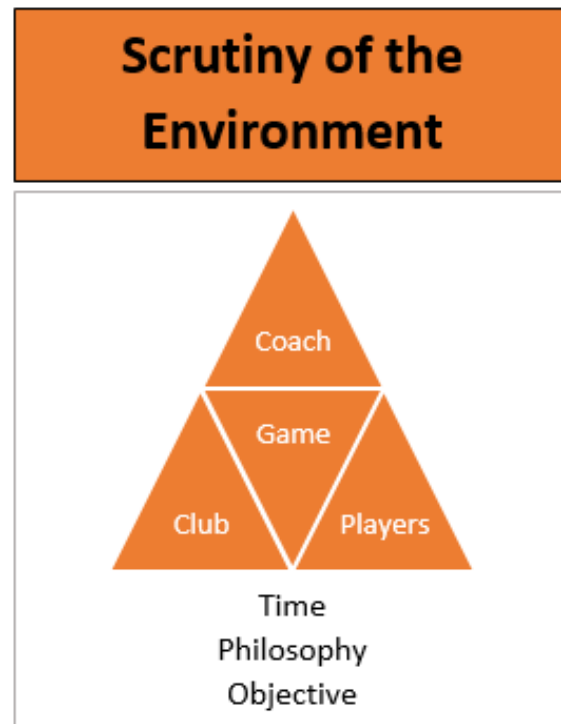 Scrutiny of the
Environment
Coach
Game
Club
Players
Time
Philosophy
Objective